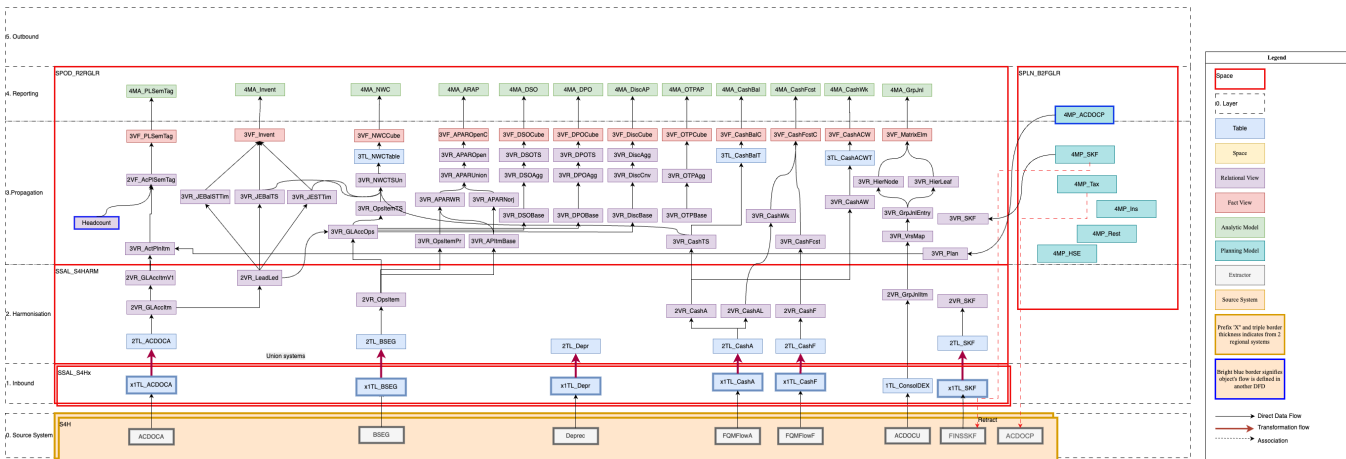 5. Outbound
SPOD_R2RGLR
SPLN_B2FGLR
4. Reporting
4MA_PLSemTag
4MA_Invent
4MA_NWC
4MA_ARAP
4MA_DSO
4MA_DPO
4MA_DiscAP
4MA_OTPAP
4MA_CashBal
4MA_CashFcst
4MA_CashWk
4MA_GrpJnl
4MP_ACDOCP
3VF_PLSemTag
3VF_Invent
3VF_NWCCube
3VF_APAROpenC
3VF_DSOCube
3VF_DPOCube
3VF_DiscCube
3VF_OTPCube
3VF_CashBalC
3VF_CashFcstC
3VF_CashACW
3VF_MatrixElm
3TL_NWCTable
3VR_APAROpen
3VR_DSOTS
3VR_DPOTS
3VR_DiscAgg
3TL_CashBalT
3TL_CashACWT
4MP_SKF
2VF_AcPlSemTag
3VR_NWCTSUn
3VR_APARUnion
3VR_DSOAgg
3VR_DPOAgg
3VR_DiscCnv
3VR_OTPAgg
3VR_HierNode
3VR_HierLeaf
4MP_Tax
3.Propagation
3VR_JEBalSTTim
3VR_JEBalTS
3VR_JESTTim
3VR_OpsItemTS
3VR_APARWR
3VR_APARNorj
3VR_CashAW
4MP_Ins
Headcount
3VR_DSOBase
3VR_DPOBase
3VR_DiscBase
3VR_OTPBase
3VR_CashWk
3VR_GrpJnlEntry
3VR_SKF
3VR_GLAccOps
3VR_OpsItemPr
3VR_APItmBase
3VR_CashTS
3VR_CashFcst
3VR_VrsMap
4MP_Rest
3VR_ActPlnItm
3VR_Plan
4MP_HSE
SSAL_S4HARM
2VR_GLAccItmV1
2VR_LeadLed
2VR_GLAccItm
2VR_OpsItem
2VR_GrpJnlItm
2VR_SKF
2. Harmonisation
2VR_CashA
2VR_CashAL
2VR_CashF
2TL_ACDOCA
2TL_BSEG
2TL_Depr
2TL_CashA
2TL_CashF
2TL_SKF
Union systems
SSAL_S4Hx
1. Inbound
x1TL_ACDOCA
x1TL_BSEG
x1TL_Depr
x1TL_CashA
x1TL_CashF
1TL_ConsolDEX
x1TL_SKF
S4H
Retract
0. Source System
ACDOCA
BSEG
Deprec
FQMFlowA
FQMFlowF
ACDOCU
FINSSKF
ACDOCP
Legend
Space
0. Layer
Table
Space
Relational View
Fact View
Analytic Model
Planning Model
Extractor
Source System
Prefix "X" and triple border
thickness indicates from 2
regional systems
Bright blue border signifies
object's flow is defined in
another DFD
Direct Data Flow
Transformation flow
Association